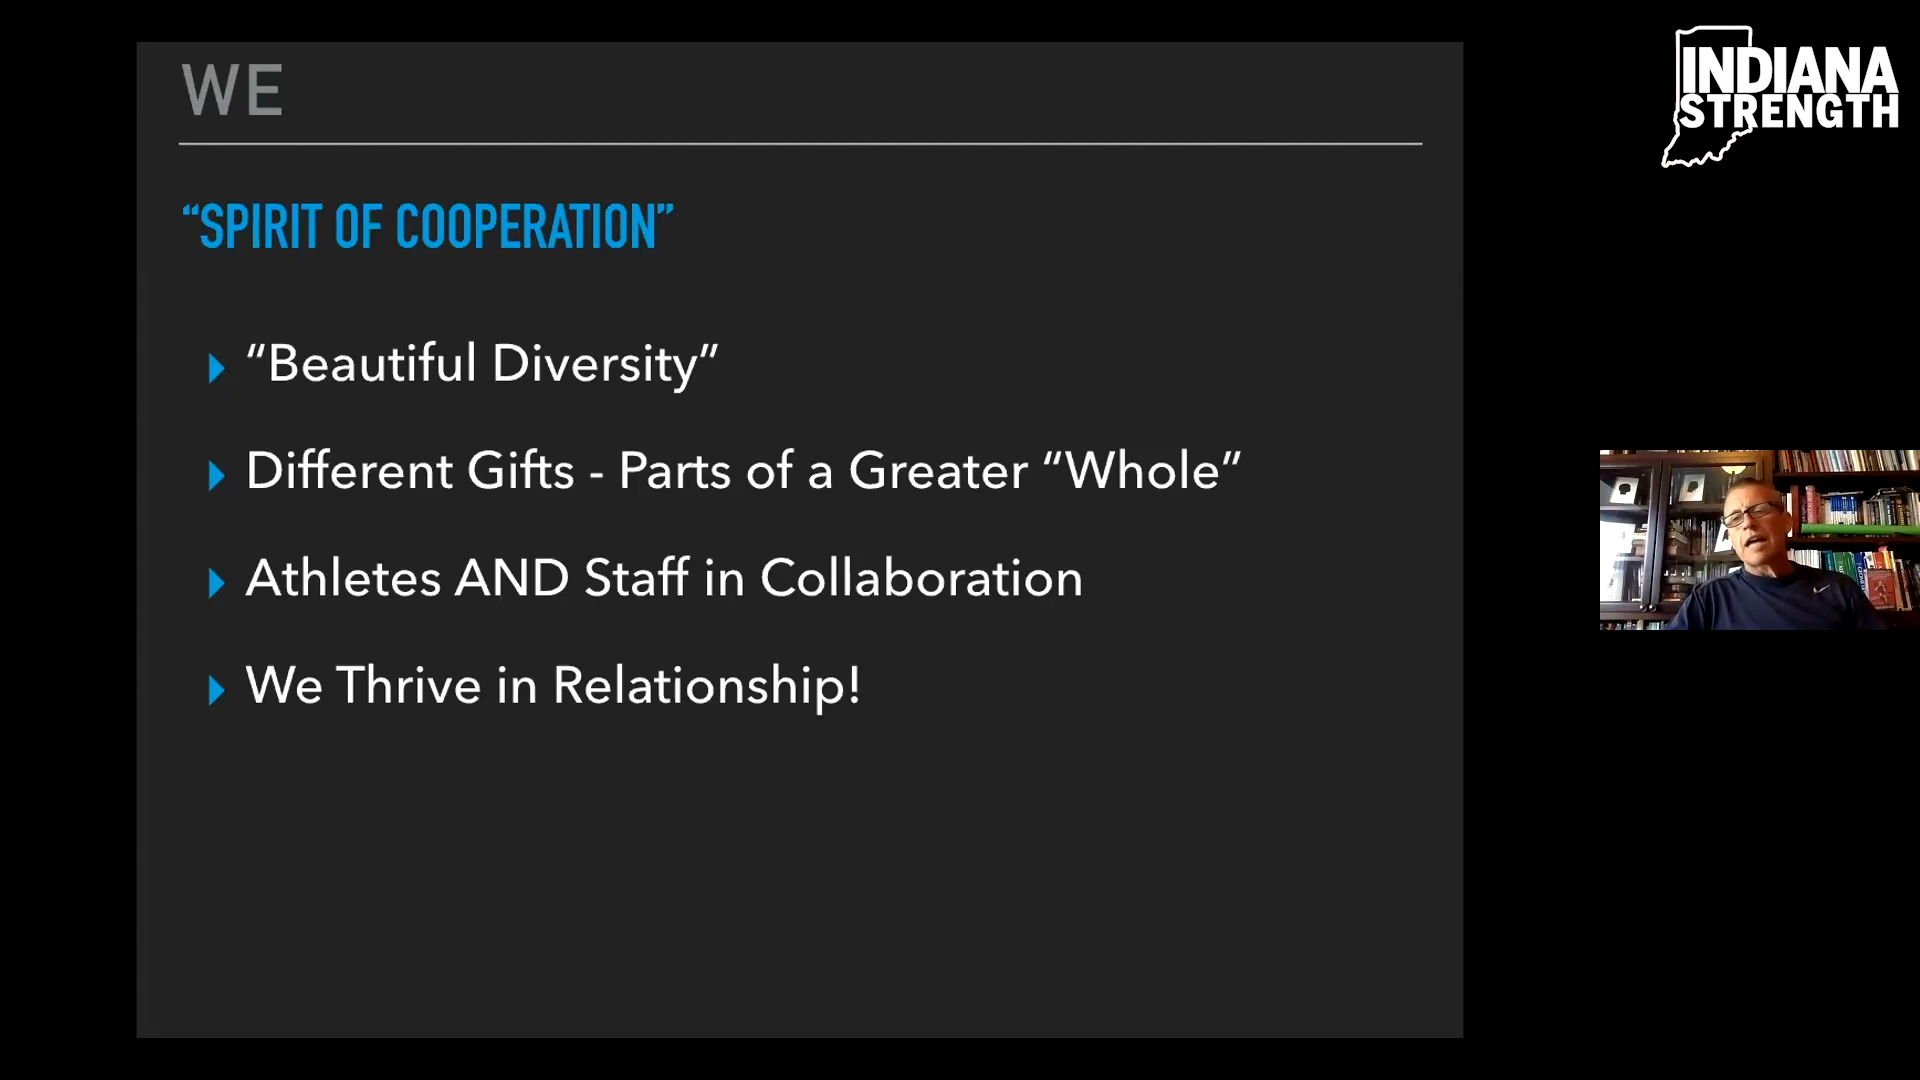 WE
“SPIRIT OF COOPERATION”
“Beautiful Diversity”
Different Gifts - Parts of a Greater “Whole”
Athletes AND Staff in Collaboration
We Thrive in Relationship!
INDIANA
STRENGTH